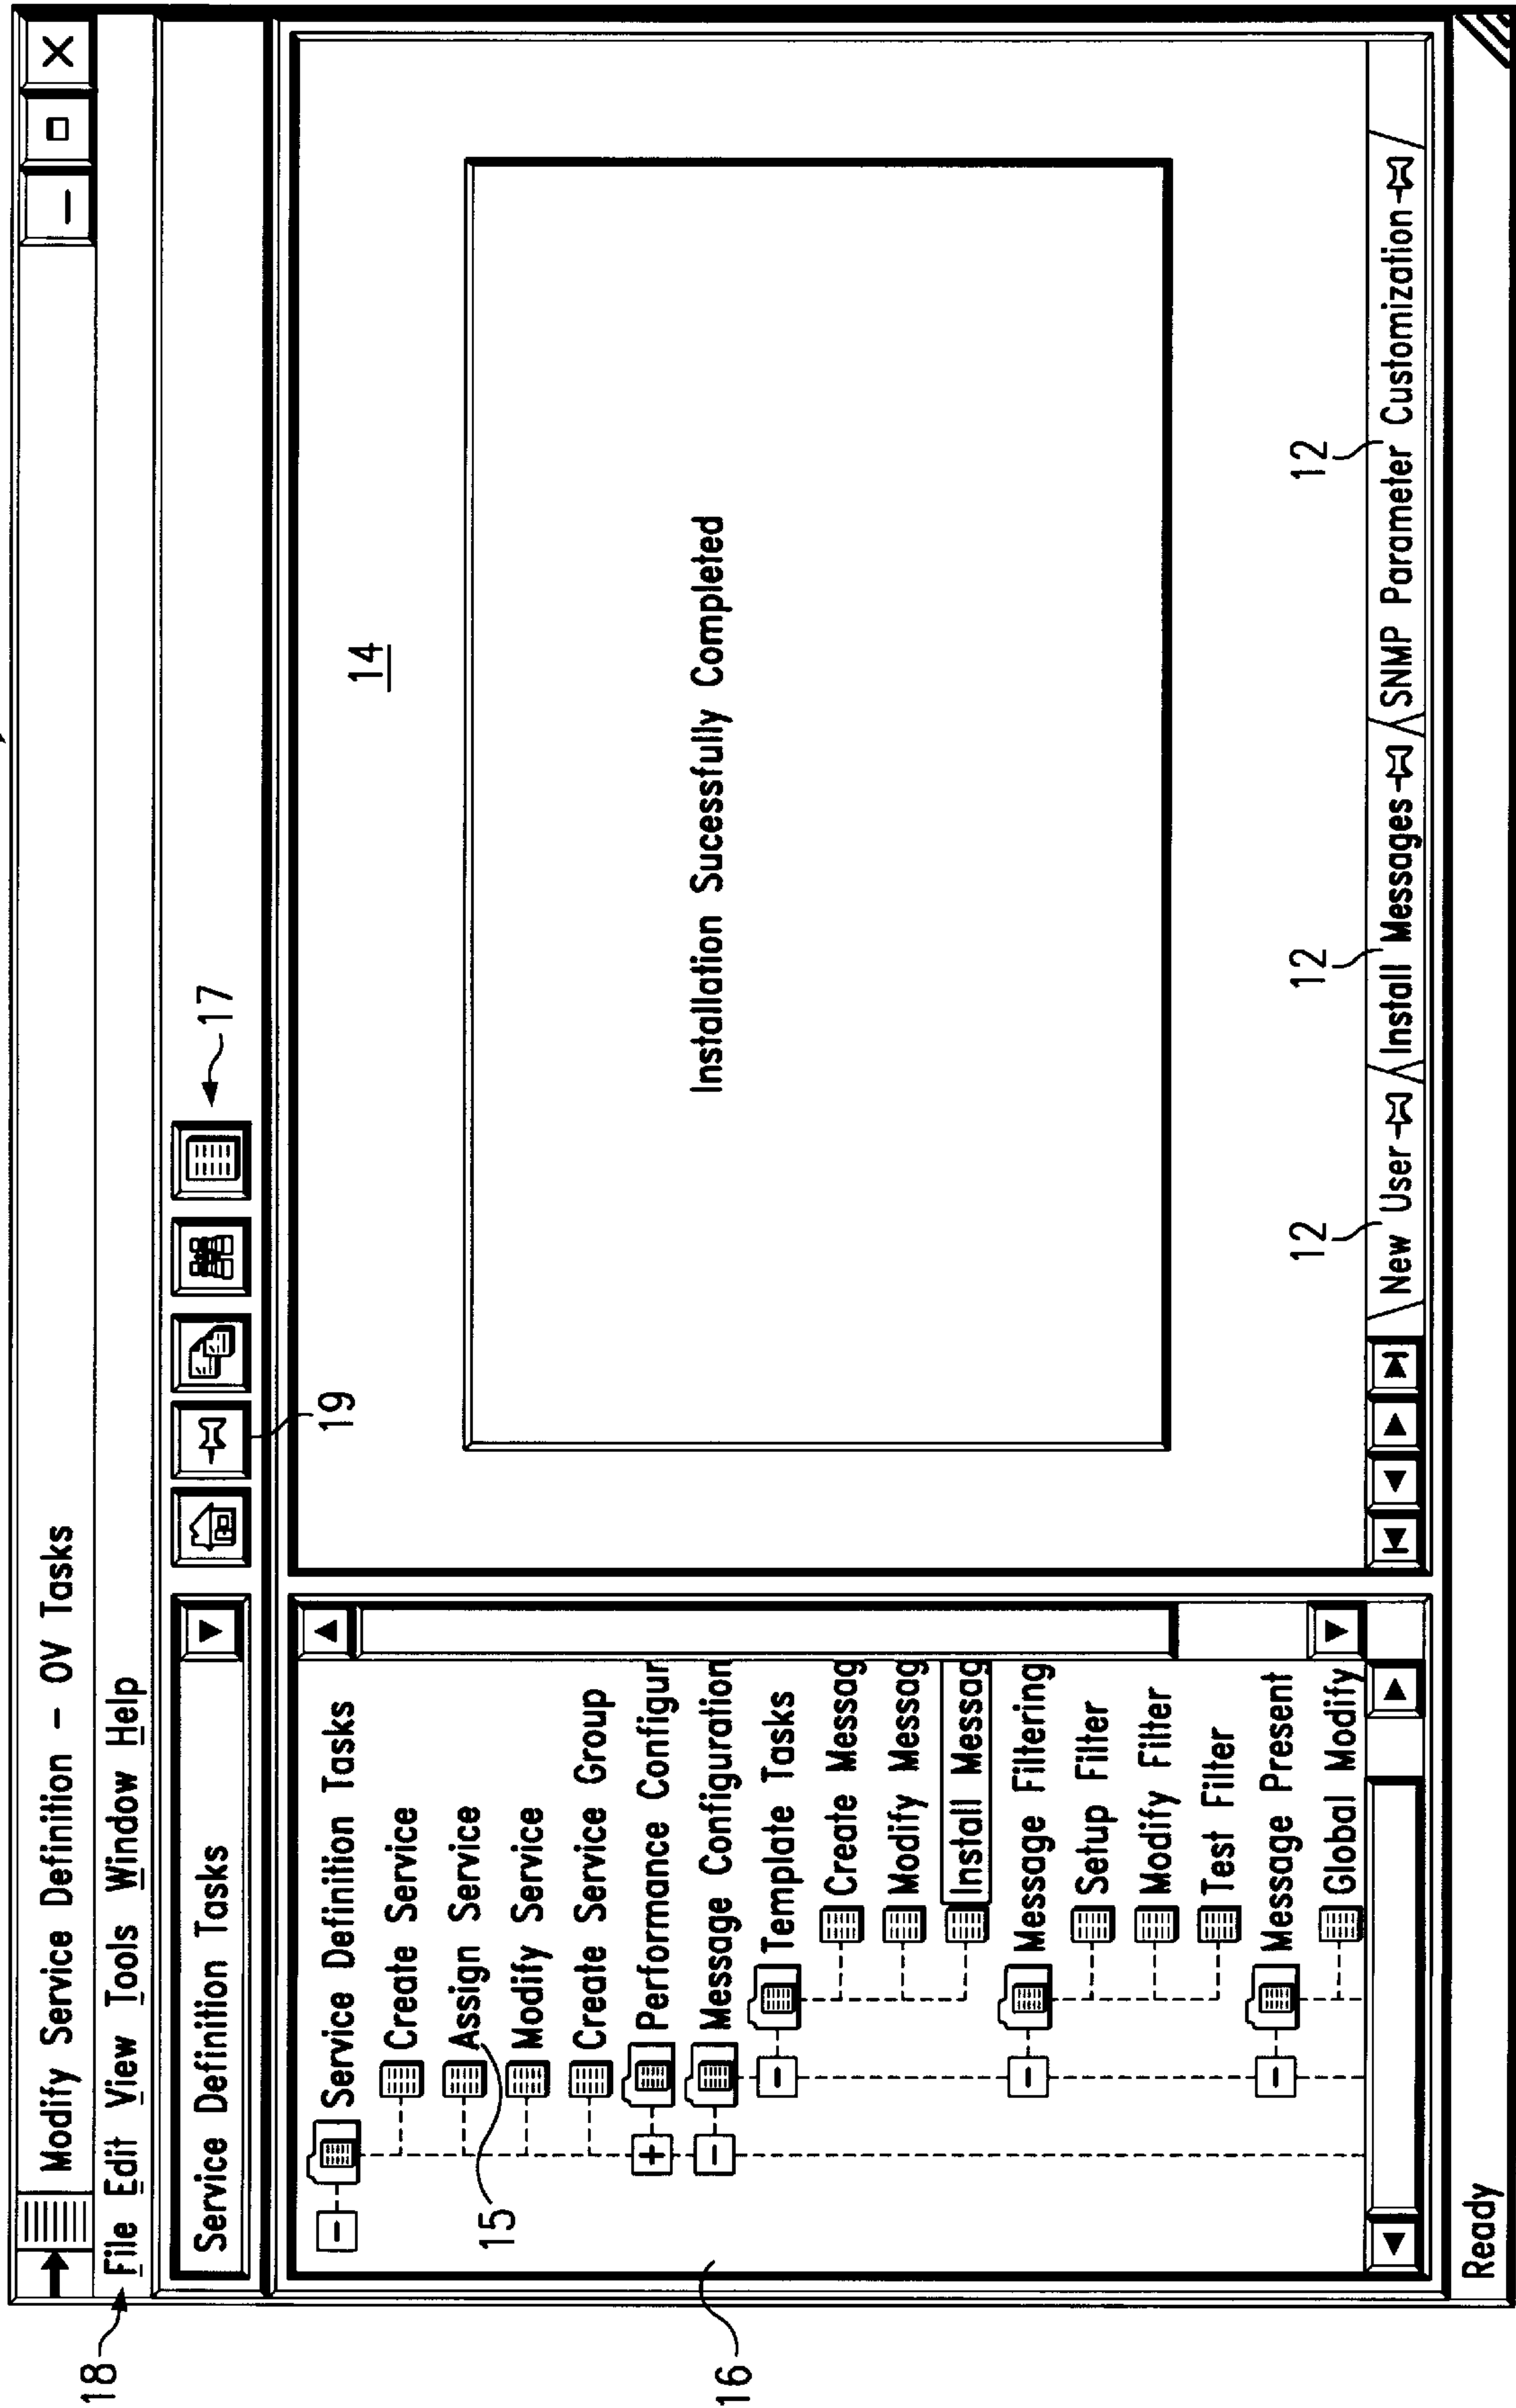 Modify Service Definition – OV Tasks
18
File Edit View Tools Window Help
Service Definition Tasks
17
19
Service Definition Tasks
Create Service
Assign Service
15
Modify Service
Create Service Group
Performance Configur
Message Configuration
16
Template Tasks
Create Messag
Modify Messag
Install Messag
Message Filtering
Setup Filter
Modify Filter
Test Filter
Message Present
Global Modify
14
Installation Sucessfully Completed
12
12
12
New User
Install Messages
SNMP Parameter Customization
Ready